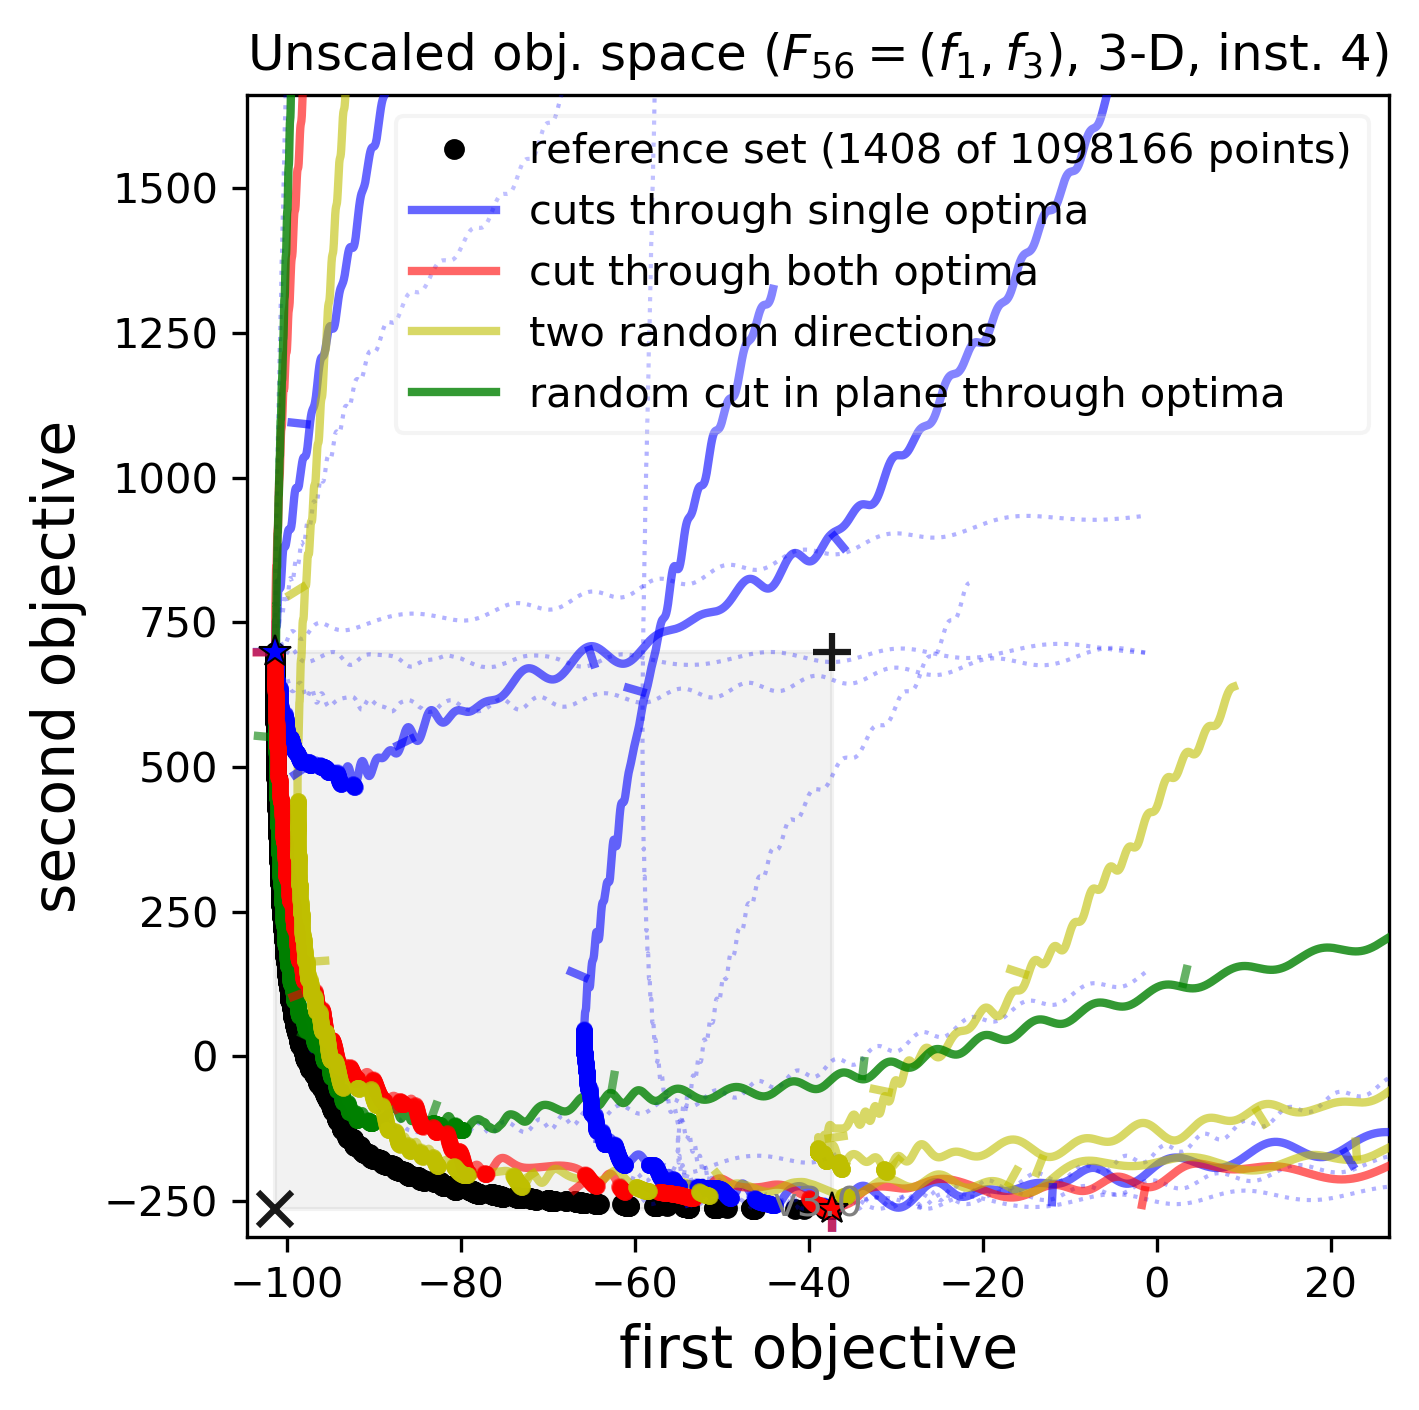 Unscaled obj. space (F56 = (f1, f3), 3-D, inst. 4)
reference set (1408 of 1098166 points)
cuts through single optima
cut through both optima
two random directions
random cut in plane through optima
second objective
1500
1250
1000
750
500
250
0
−250
−100
−80
−60
−40
−20
0
20
first objective